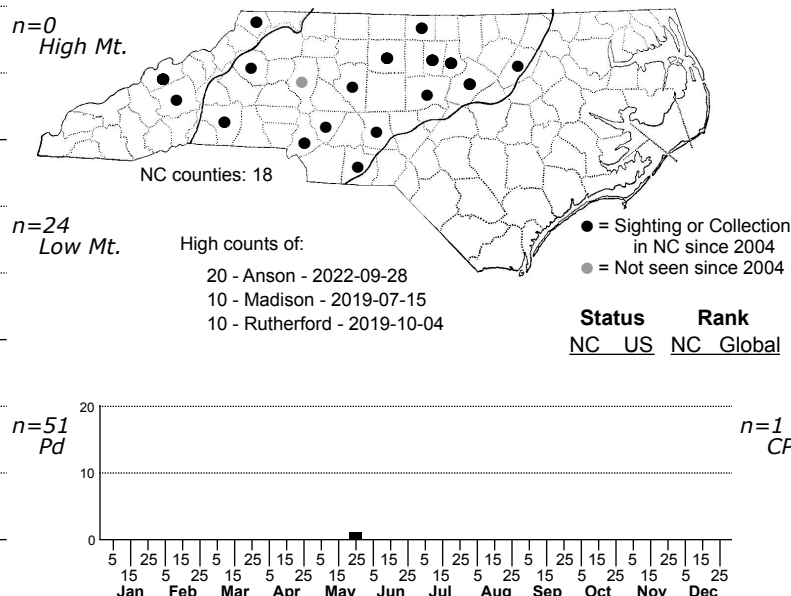 n=0
High Mt.
NC counties: 18
n=24
Low Mt.
High counts of:
20 - Anson - 2022-09-28
10 - Madison - 2019-07-15
10 - Rutherford - 2019-10-04
= Sighting or Collection
in NC since 2004
= Not seen since 2004
Status Rank
NC US NC Global
n=51
Pd
n=1
CP
20
10
0
5 25 15 5 25 15 5 25 15 5 25 15 5 25 15 5 25 15
15 5 25 15 5 25 15 5 25 15 5 25 15 5 25 15 5 25
Jan Feb Mar Apr May Jun Jul Aug Sep Oct Nov Dec